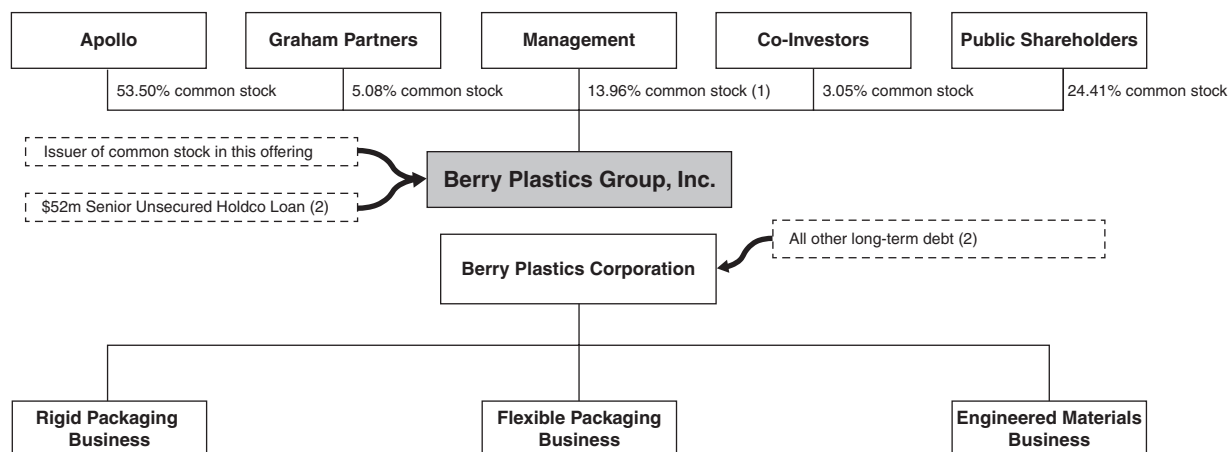 Apollo
Graham Partners
Management
Co-Investors
Public Shareholders
53.50% common stock
5.08% common stock
13.96% common stock (1)
3.05% common stock
24.41% common stock
Issuer of common stock in this offering
Berry Plastics Group, Inc.
$52m Senior Unsecured Holdco Loan (2)
All other long-term debt (2)
Berry Plastics Corporation
Rigid Packaging
Business
Flexible Packaging
Business
Engineered Materials
Business